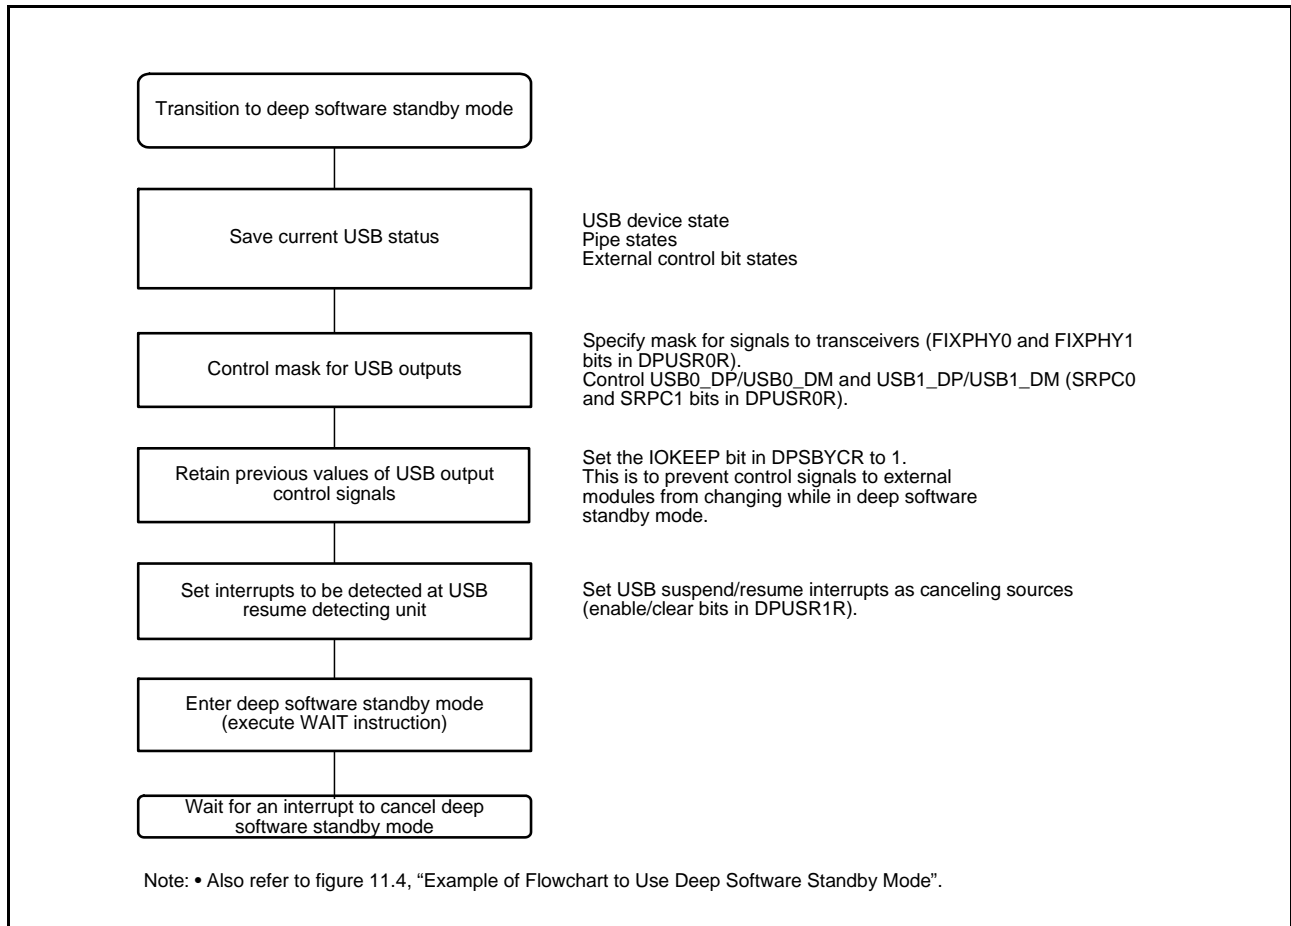 Transition to deep software standby mode
Save current USB status
USB device state
Pipe states
External control bit states
Control mask for USB outputs
Specify mask for signals to transceivers (FIXPHY0 and FIXPHY1
bits in DPUSR0R).
Control USB0_DP/USB0_DM and USB1_DP/USB1_DM (SRPC0
and SRPC1 bits in DPUSR0R).
Retain previous values of USB output
control signals
Set the IOKEEP bit in DPSBYCR to 1.
This is to prevent control signals to external
modules from changing while in deep software
standby mode.
Set interrupts to be detected at USB
resume detecting unit
Set USB suspend/resume interrupts as canceling sources
(enable/clear bits in DPUSR1R).
Enter deep software standby mode
(execute WAIT instruction)
Wait for an interrupt to cancel deep
software standby mode
Note: • Also refer to figure 11.4, “Example of Flowchart to Use Deep Software Standby Mode”.